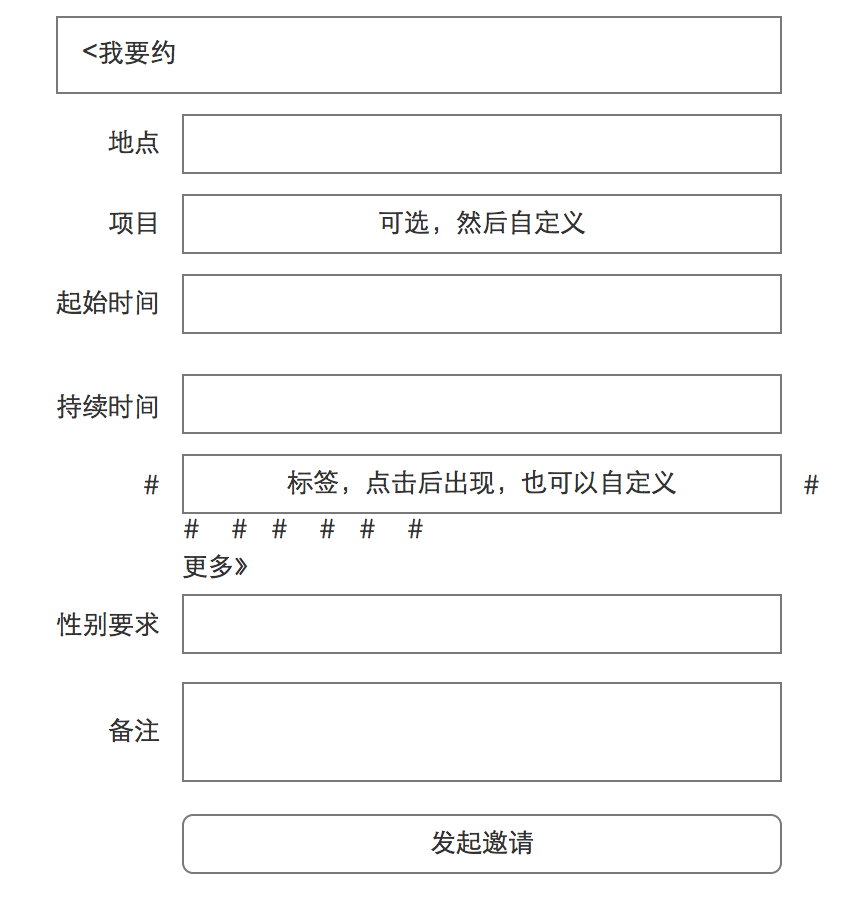 <我要约
地点
项目 可选，然后自定义
起始时间
持续时间
# 标签，点击后出现，也可以自定义 #
# # # # # #
更多》
性别要求
备注
发起邀请